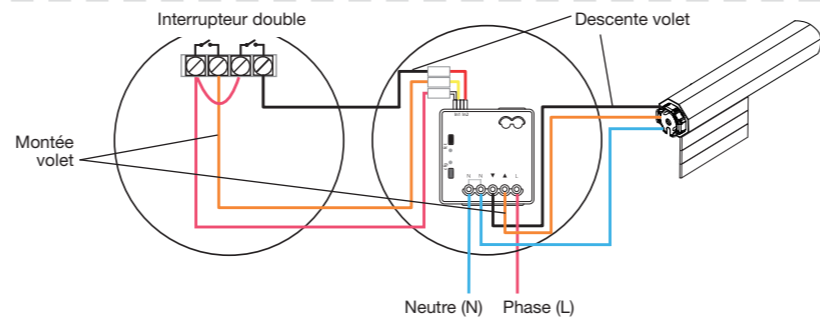 Interrupteur double
Descente volet
Montée
volet
N N ▼ ▲ L
Neutre (N)
Phase (L)